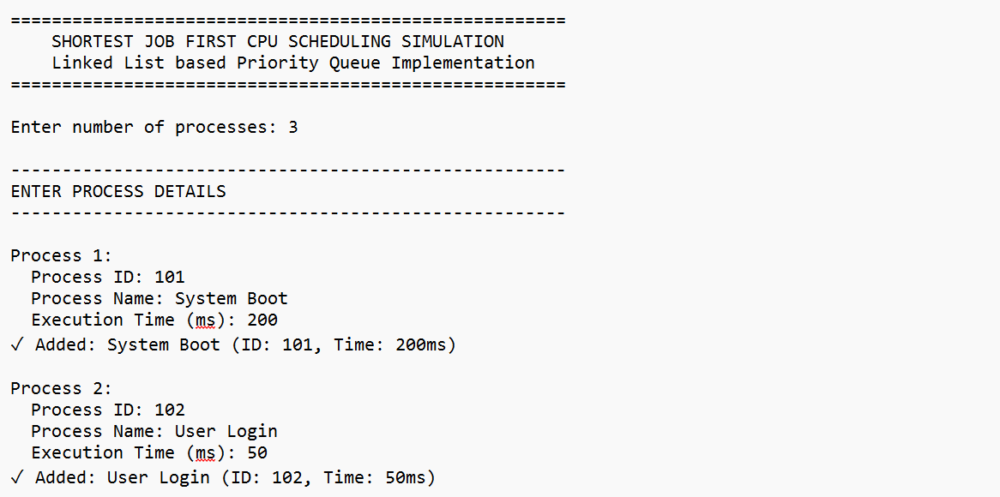 ======================================================
    SHORTEST JOB FIRST CPU SCHEDULING SIMULATION
    Linked List based Priority Queue Implementation
======================================================

Enter number of processes: 3

------------------------------------------------------
ENTER PROCESS DETAILS
------------------------------------------------------

Process 1:
  Process ID: 101
  Process Name: System Boot
  Execution Time (ms): 200
✓ Added: System Boot (ID: 101, Time: 200ms)

Process 2:
  Process ID: 102
  Process Name: User Login
  Execution Time (ms): 50
✓ Added: User Login (ID: 102, Time: 50ms)